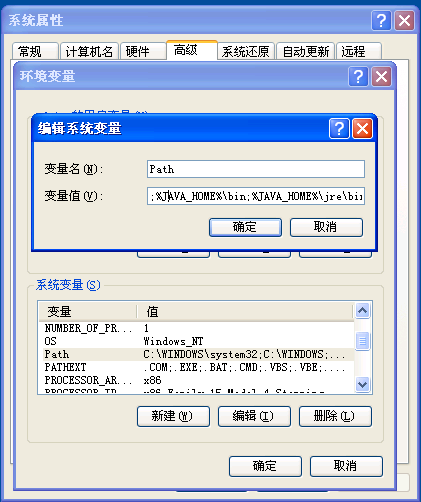 系统属性
常规 计算机名 硬件 高级 系统还原 自动更新 远程
环境变量
编辑系统变量
变量名(N): Path
变量值(V): ;%JAVA_HOME%\bin;%JAVA_HOME%\jre\bin
确定 取消
系统变量(S)
变量 值
NUMBER_OF_PR... 1
OS Windows_NT
Path C:\WINDOWS\system32;C:\WINDOWS;...
PATHEXT .COM;.EXE;.BAT;.CMD;.VBS;.VBE;....
PROCESSOR_AR... x86
新建(W) 编辑(I) 删除(L)
确定 取消